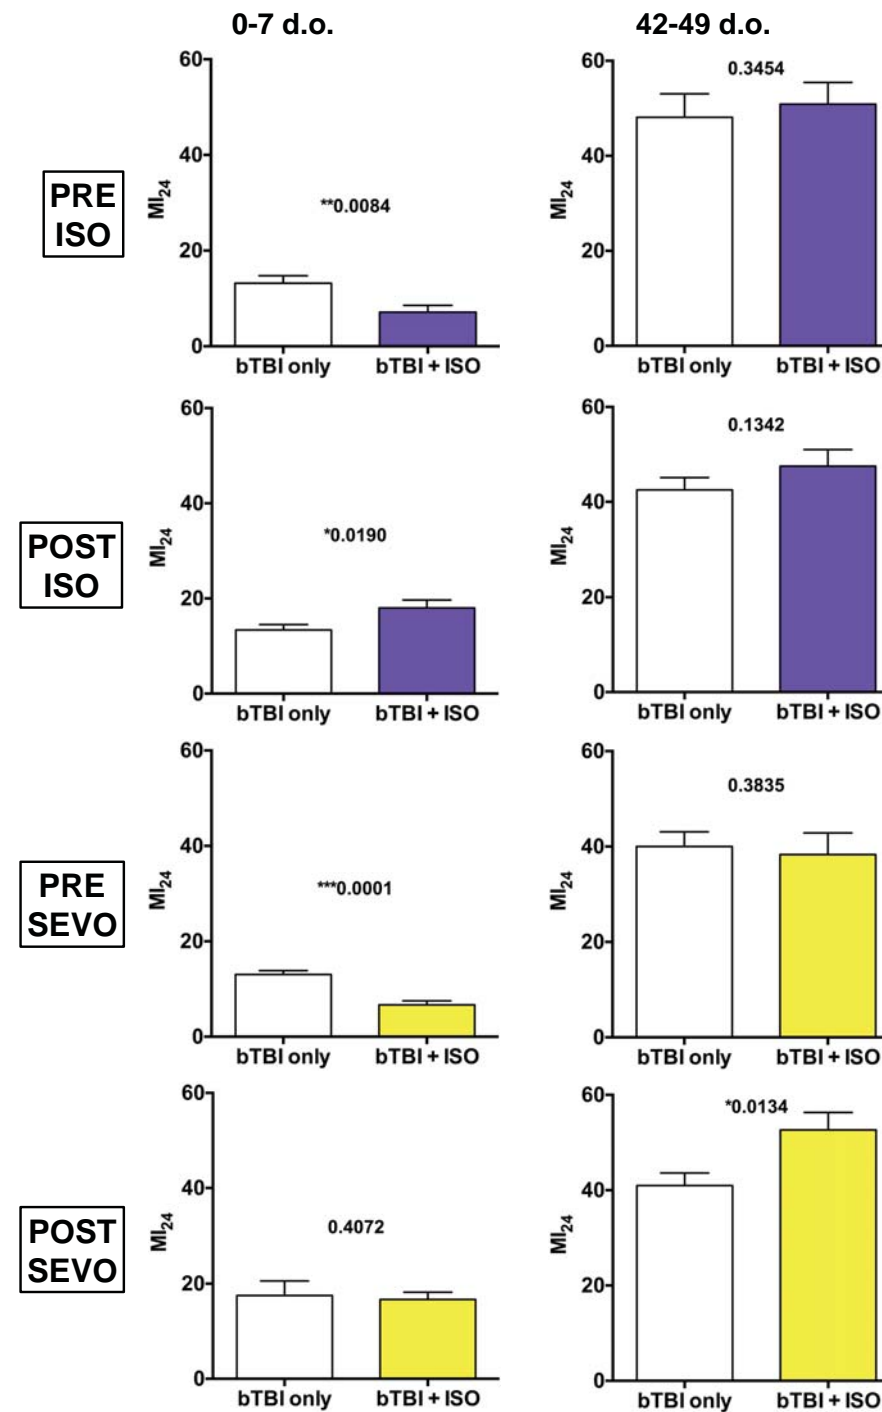 0-7 d.o.
42-49 d.o.
PRE
ISO
MI24
60
40
20
0
**0.0084
bTBI only
bTBI + ISO
MI24
60
40
20
0
0.3454
bTBI only
bTBI + ISO
POST
ISO
MI24
60
40
20
0
*0.0190
bTBI only
bTBI + ISO
MI24
60
40
20
0
0.1342
bTBI only
bTBI + ISO
PRE
SEVO
MI24
60
40
20
0
***0.0001
bTBI only
bTBI + ISO
MI24
60
40
20
0
0.3835
bTBI only
bTBI + ISO
POST
SEVO
MI24
60
40
20
0
0.4072
bTBI only
bTBI + ISO
MI24
60
40
20
0
*0.0134
bTBI only
bTBI + ISO